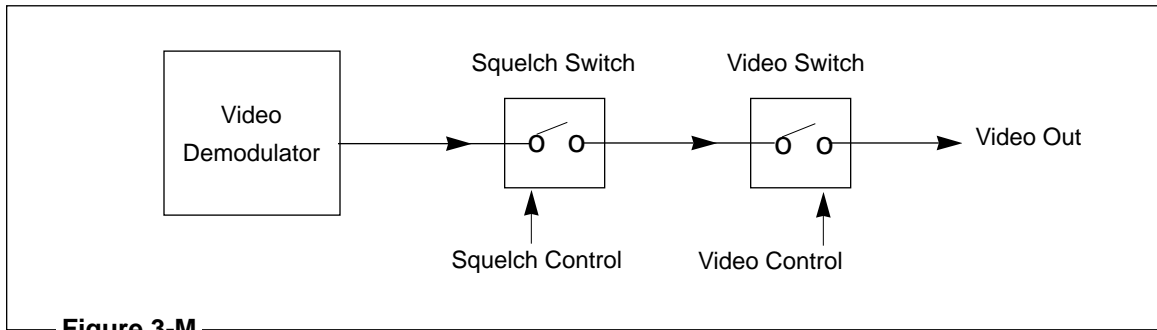 Squelch Switch
Video Switch
Video
Demodulator
Video Out
Squelch Control
Video Control
Figure 3-M